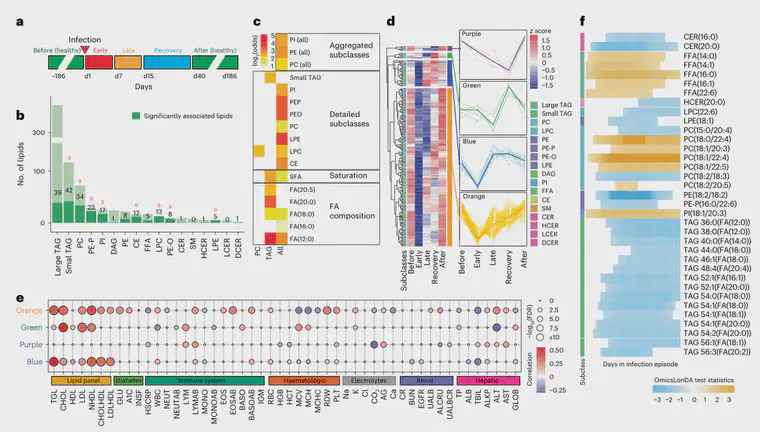 a
Infection
Before (healthy)
Early
Late
Recovery
After (healthy)
-186
d1
d7
d15
d40
d186
Days
b
Significantly associated lipids
No. of lipids
300
100
0
39
42
34
23
17
1
8
12
5
13
8
1
0
1
5
0
1
a
a
a
a
a
a
a
a
Large TAG
Small TAG
PC
PE-P
PI
DAG
PE
CE
FFA
LPC
PE-O
CER
SM
HCER
LPE
LCER
DCER
c
log(odds)
5
4
3
2
1
PI (all)
PE (all)
PC (all)
Aggregated
subclasses
Small TAG
PI
PEP
PEO
PC
LPE
LPC
CE
Detailed
subclasses
SFA
Saturation
FA(20:5)
FA(20:0)
FA(18:0)
FA(16:0)
FA(12:0)
FA
composition
PC
TAG
All
d
z score
1.5
1.0
0.5
0
-0.5
-1.0
-1.5
Purple
Green
Blue
Orange
Large TAG
Small TAG
PC
LPC
PE
PE-P
PE-O
LPE
DAG
PI
FFA
CE
SM
CER
HCER
LCER
DCER
Subclasses
Before
Early
Late
Recovery
After
Before
Early
Late
Recovery
After
e
Orange
Green
Purple
Blue
0
2.5
5.0
7.5
≥10
-log10(FDR)
Correlation
0.50
0.25
0
-0.25
Lipid panel
Diabetes
Immune system
Haematologic
Electrolytes
Renal
Hepatic
TGL
CHOL
HDL
LDL
NHDL
CHOLHDL
LDLHDL
GLU
A1C
INSF
HSCRP
WBC
NEUT
NEUTAB
LYM
LYMAB
MONO
MONOAB
EOS
EOSAB
BASO
BASOAB
IGM
RBC
HGB
HCT
MCV
MCH
MCHC
RDW
PLT
Na
K
Cl
CO2
AG
Ca
CR
BUN
EGFR
UALB
ALCRU
UALBCR
TP
ALB
TBIL
ALKP
ALT
AST
GLOB
f
CER(16:0)
CER(20:0)
FFA(14:0)
FFA(14:1)
FFA(16:0)
FFA(16:1)
FFA(22:6)
HCER(20:0)
LPC(22:6)
LPE(18:1)
PC(15:0/20:4)
PC(18:0/22:4)
PC(18:1/20:3)
PC(18:1/22:4)
PC(18:1/22:5)
PC(18:2/18:2)
PC(18:2/20:5)
PE(18:2/18:2)
PE-P(16:0/22:6)
PI(18:1/20:3)
TAG 36:0(FA(12:0))
TAG 38:0(FA(12:0))
TAG 40:0(FA(14:0))
TAG 44:0(FA(18:0))
TAG 46:1(FA(18:0))
TAG 48:4(FA(20:4))
TAG 52:1(FA(16:1))
TAG 52:1(FA(20:0))
TAG 54:0(FA(18:0))
TAG 54:1(FA(18:0))
TAG 54:1(FA(18:1))
TAG 54:1(FA(20:0))
TAG 54:2(FA(20:0))
TAG 56:1(FA(18:1))
TAG 56:3(FA(20:2))
Subclass
Days in infection episode
OmicsLonDA test statistics
-3
-2
-1
1
2
3